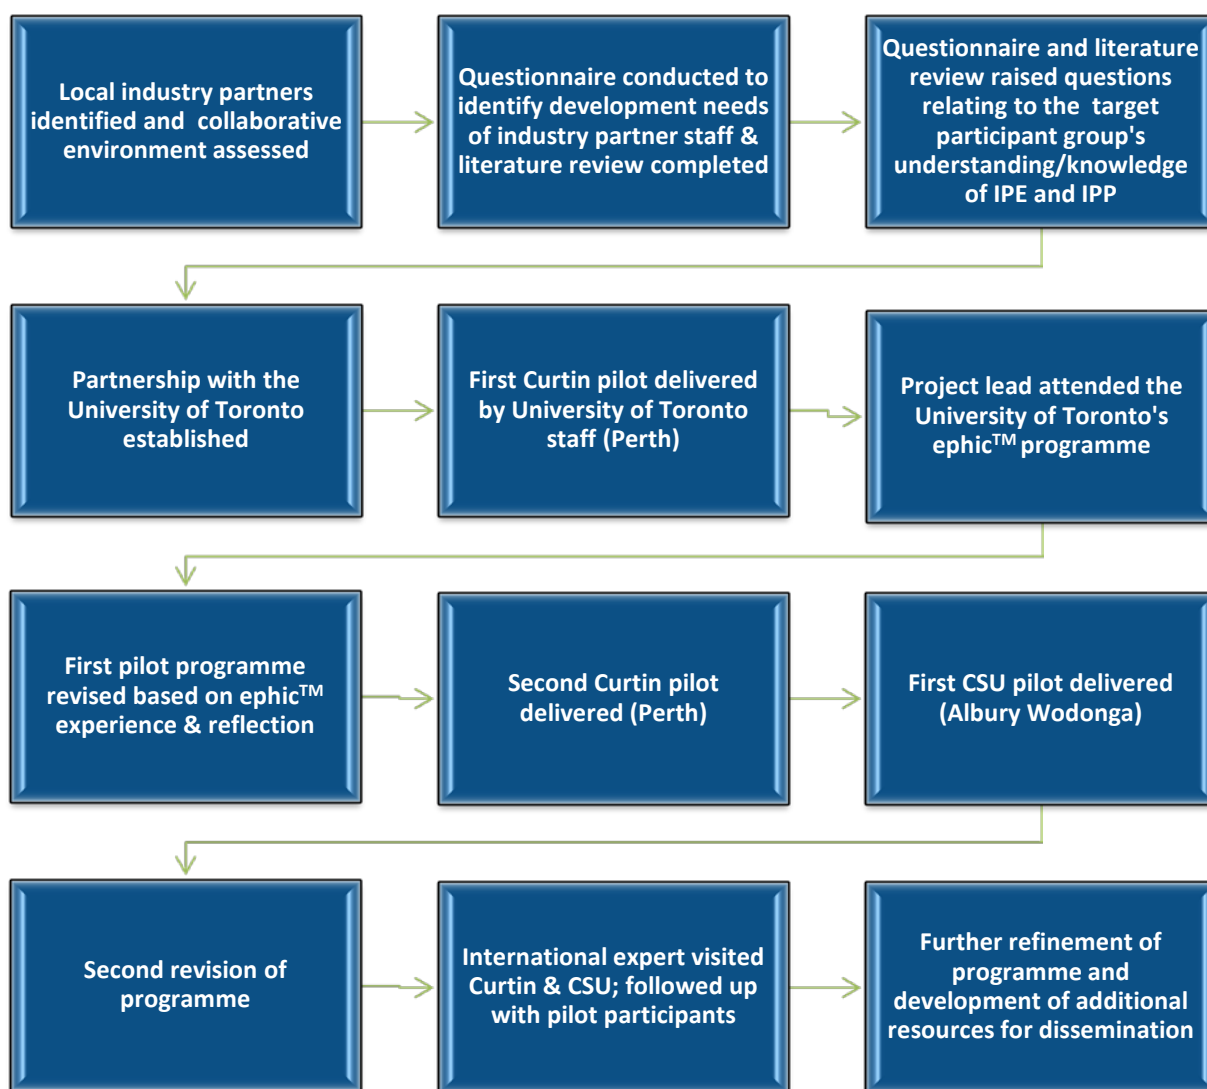 Local industry partners
identified and collaborative
environment assessed
Questionnaire conducted to
identify development needs
of industry partner staff &
literature review completed
Questionnaire and literature
review raised questions
relating to the target
participant group's
understanding/knowledge
of IPE and IPP
Partnership with the
University of Toronto
established
First Curtin pilot delivered
by University of Toronto
staff (Perth)
Project lead attended the
University of Toronto's
ephic™ programme
First pilot programme
revised based on ephic™
experience & reflection
Second Curtin pilot
delivered (Perth)
First CSU pilot delivered
(Albury Wodonga)
Second revision of
programme
International expert visited
Curtin & CSU; followed up
with pilot participants
Further refinement of
programme and
development of additional
resources for dissemination